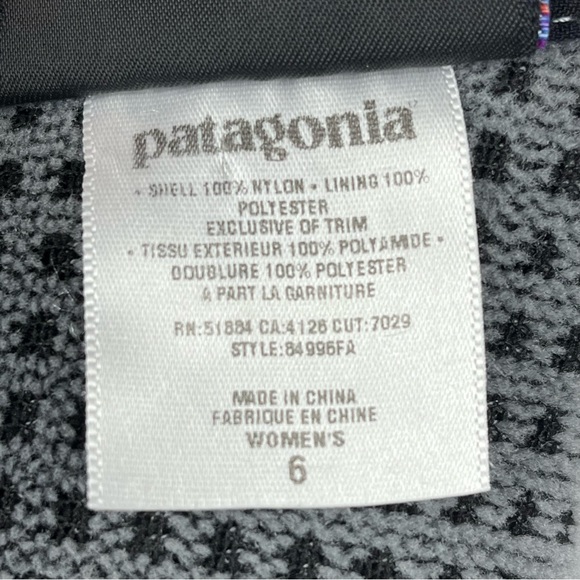 patagonia
• SHELL 100% NYLON • LINING 100%
POLYESTER
EXCLUSIVE OF TRIM
• TISSU EXTERIEUR 100% POLYAMIDE •
DOUBLURE 100% POLYESTER
A PART LA GARNITURE
RN:51884 CA:4126 CUT:7029
STYLE:84996FA
MADE IN CHINA
FABRIQUE EN CHINE
WOMEN'S
6